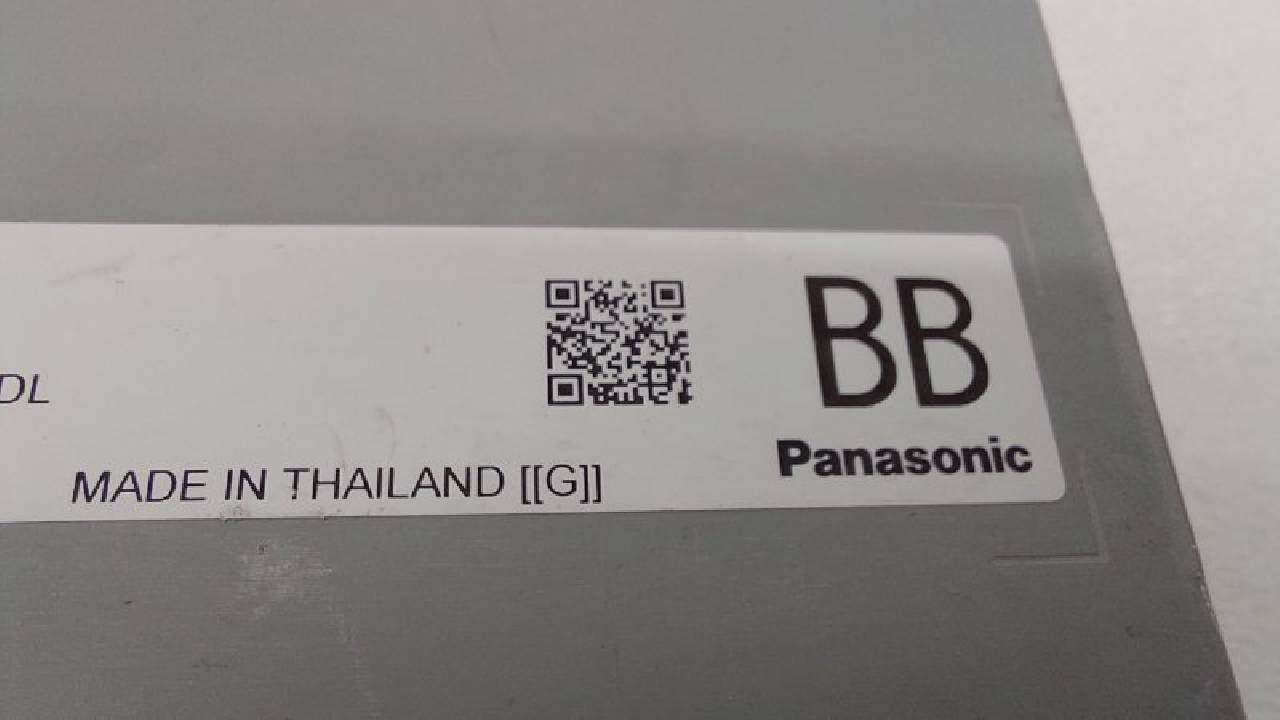 BB
DL
Panasonic
MADE IN THAILAND [[G]]